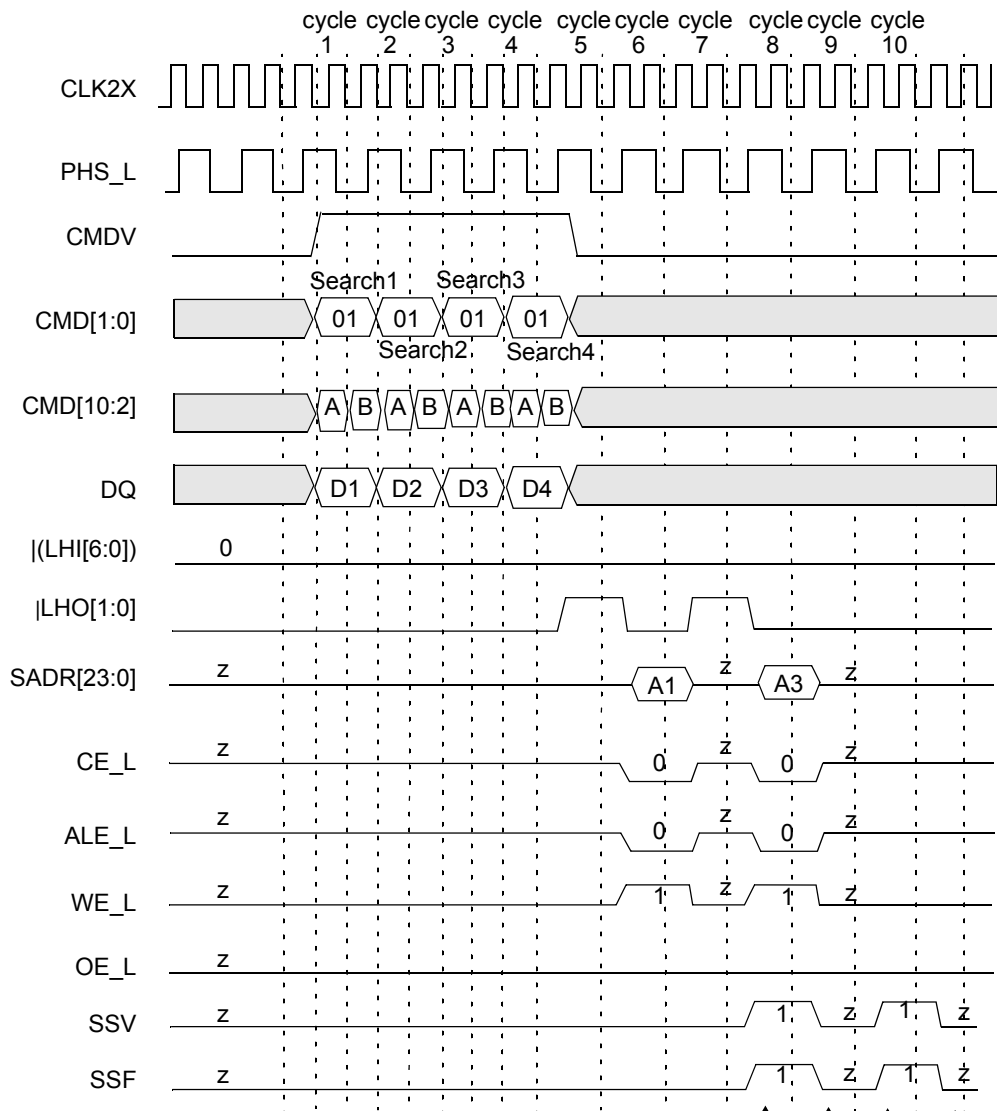 cycle cycle cycle cycle cycle cycle cycle cycle cycle cycle
1 2 3 4 5 6 7 8 9 10
CLK2X
PHS_L
CMDV
Search1 Search3
CMD[1:0] 01 01 01 01
Search2 Search4
CMD[10:2] A B A B A B A B
DQ D1 D2 D3 D4
|(LHI[6:0]) 0
|LHO[1:0]
SADR[23:0] z A1 z A3 z
CE_L z 0 z 0 z
ALE_L z 0 z 0 z
WE_L z 1 z 1 z
OE_L z
SSV z 1 z 1 z
SSF z 1 z 1 z